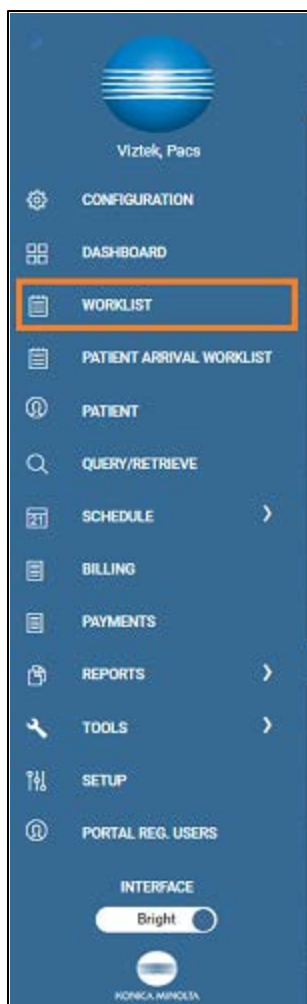 Viztek, Pacs
CONFIGURATION
DASHBOARD
WORKLIST
PATIENT ARRIVAL WORKLIST
PATIENT
QUERY/RETRIEVE
21 SCHEDULE
BILLING
PAYMENTS
REPORTS
TOOLS
SETUP
PORTAL REG. USERS
INTERFACE
Bright
KONICA MINOLTA